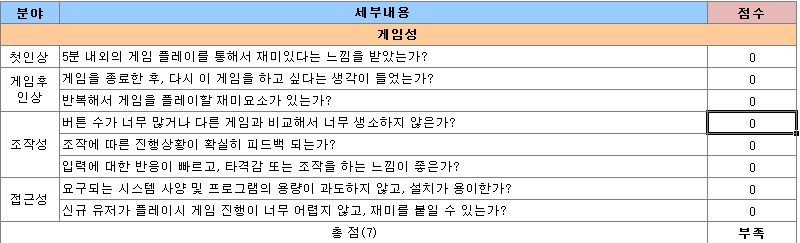 분야 세부내용 점수
게임성
첫인상 5분 내외의 게임 플레이를 통해서 재미있다는 느낌을 받았는가? 0
게임후 인상 게임을 종료한 후, 다시 이 게임을 하고 싶다는 생각이 들었는가? 0
반복해서 게임을 플레이할 재미요소가 있는가? 0
조작성 버튼 수가 너무 많거나 다른 게임과 비교해서 너무 생소하지 않은가? 0
조작에 따른 진행상황이 확실히 피드백 되는가? 0
입력에 대한 반응이 빠르고, 타격감 또는 조작을 하는 느낌이 좋은가? 0
접근성 요구되는 시스템 사양 및 프로그램의 용량이 과도하지 않고, 설치가 용이한가? 0
신규 유저가 플레이시 게임 진행이 너무 어렵지 않고, 재미를 붙일 수 있는가? 0
총 점(7) 부족